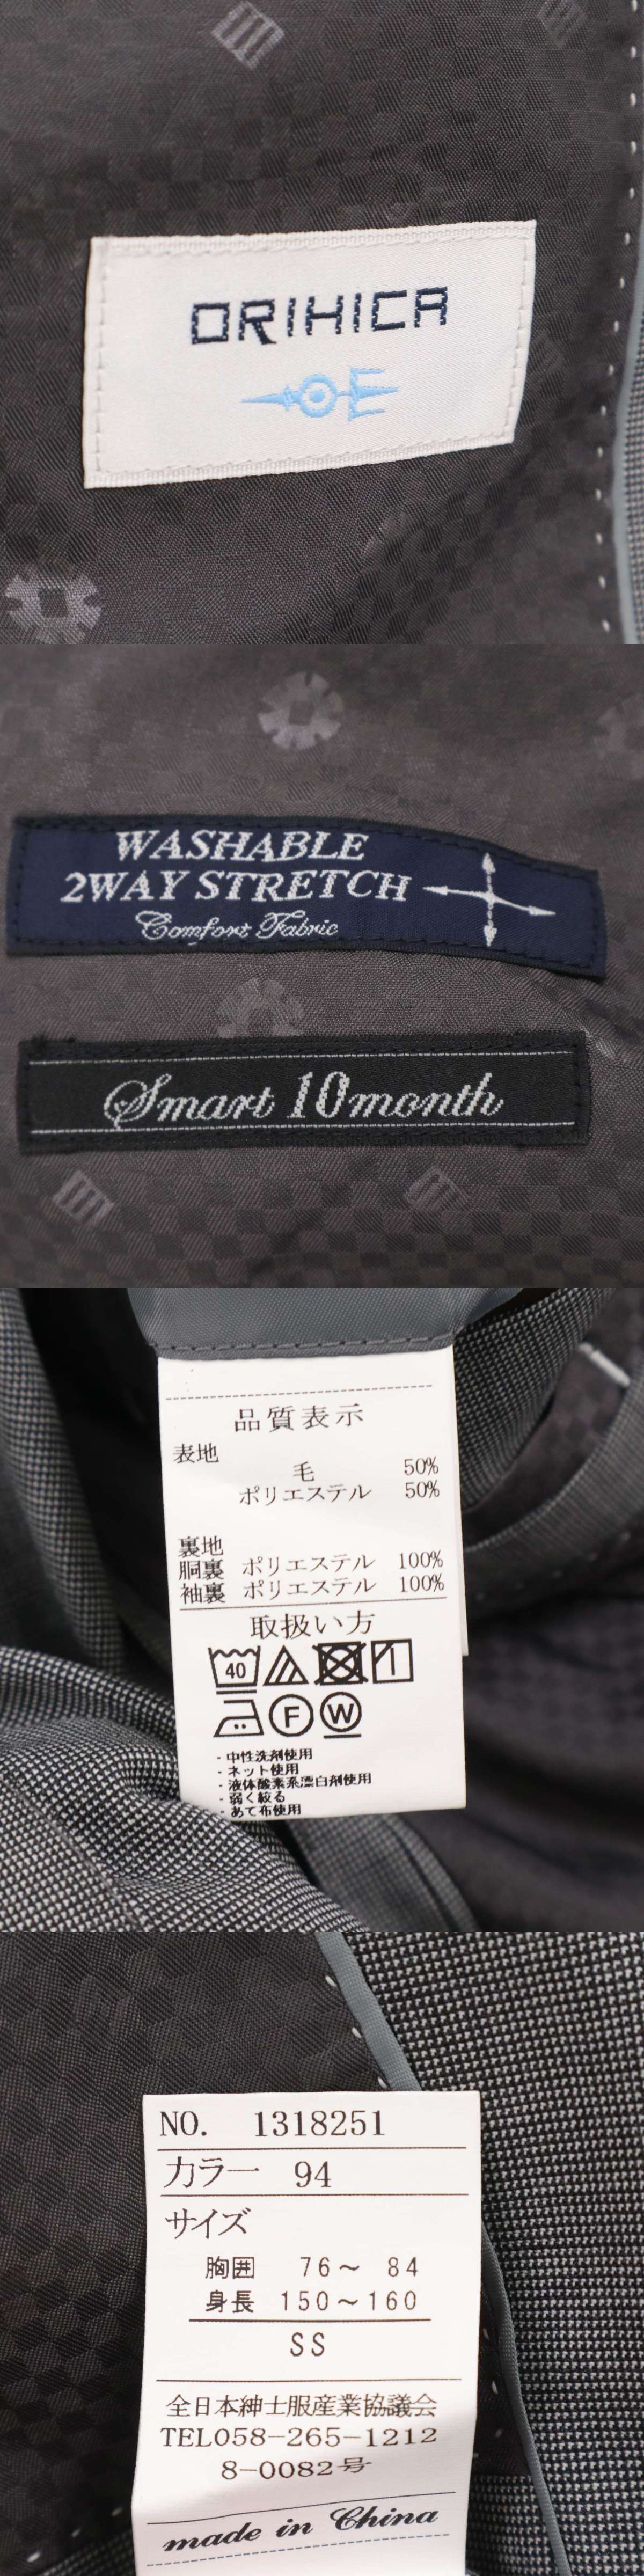 ORIHICA
WASHABLE
2WAY STRETCH
Comfort Fabric
Smart 10month
品質表示
表地
毛 50%
ポリエステル 50%
裏地
胴裏 ポリエステル 100%
袖裏 ポリエステル 100%
取扱い方
40
F W
・中性洗剤使用
・ネット使用
・液体酸素系漂白剤使用
・弱く絞る
・あて布使用
NO. 1318251
カラー 94
サイズ
胸囲 76～ 84
身長 150～160
SS
全日本紳士服産業協議会
TEL058-265-1212
8-0082号
made in China